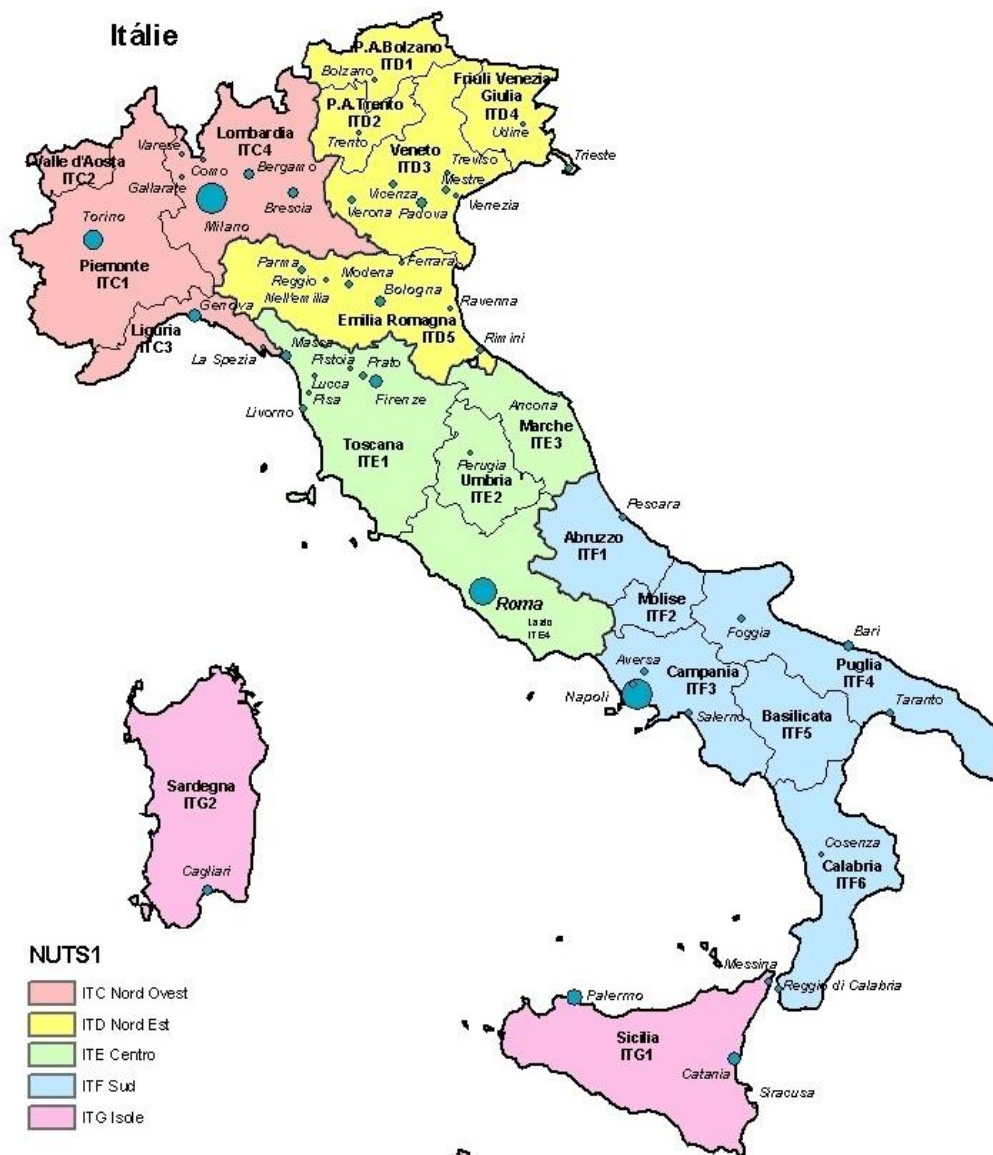 Itálie
P.A.Bolzano
ITD1
Bolzano
Friuli Venezia
Giulia
ITD4
P.A.Trento
ITD2
Udine
Trento
Lombardia
ITC4
Veneto
ITD3
Varese
Treviso
Trieste
Valle d'Aosta
ITC2
Como
Bergamo
Mestre
Gallarate
Vicenza
Brescia
Verona
Padova
Venezia
Torino
Milano
Piemonte
ITC1
Parma
Ferrara
Reggio
Nell'emilia
Modena
Bologna
Ravenna
Genova
Emilia Romagna
ITD5
Liguria
ITC3
Rimini
Massa
La Spezia
Pistoia
Prato
Lucca
Pisa
Firenze
Livorno
Ancona
Marche
ITE3
Toscana
ITE1
Perugia
Umbria
ITE2
Pescara
Abruzzo
ITF1
Roma
Lazio
ITE4
Molise
ITF2
Foggia
Bari
Aversa
Campania
ITF3
Puglia
ITF4
Napoli
Salerno
Basilicata
ITF5
Taranto
Sardegna
ITG2
Cagliari
Cosenza
Calabria
ITF6
Messina
Reggio di Calabria
Palermo
Sicilia
ITG1
Catania
Siracusa
NUTS1
ITC Nord Ovest
ITD Nord Est
ITE Centro
ITF Sud
ITG Isole